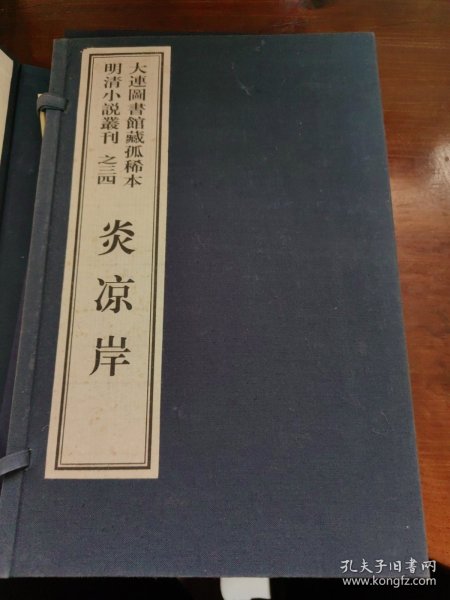 大連圖書館藏孤稀本
明清小説叢刊 之三四
炎凉岸
孔夫子旧书网
www.kongfz.com